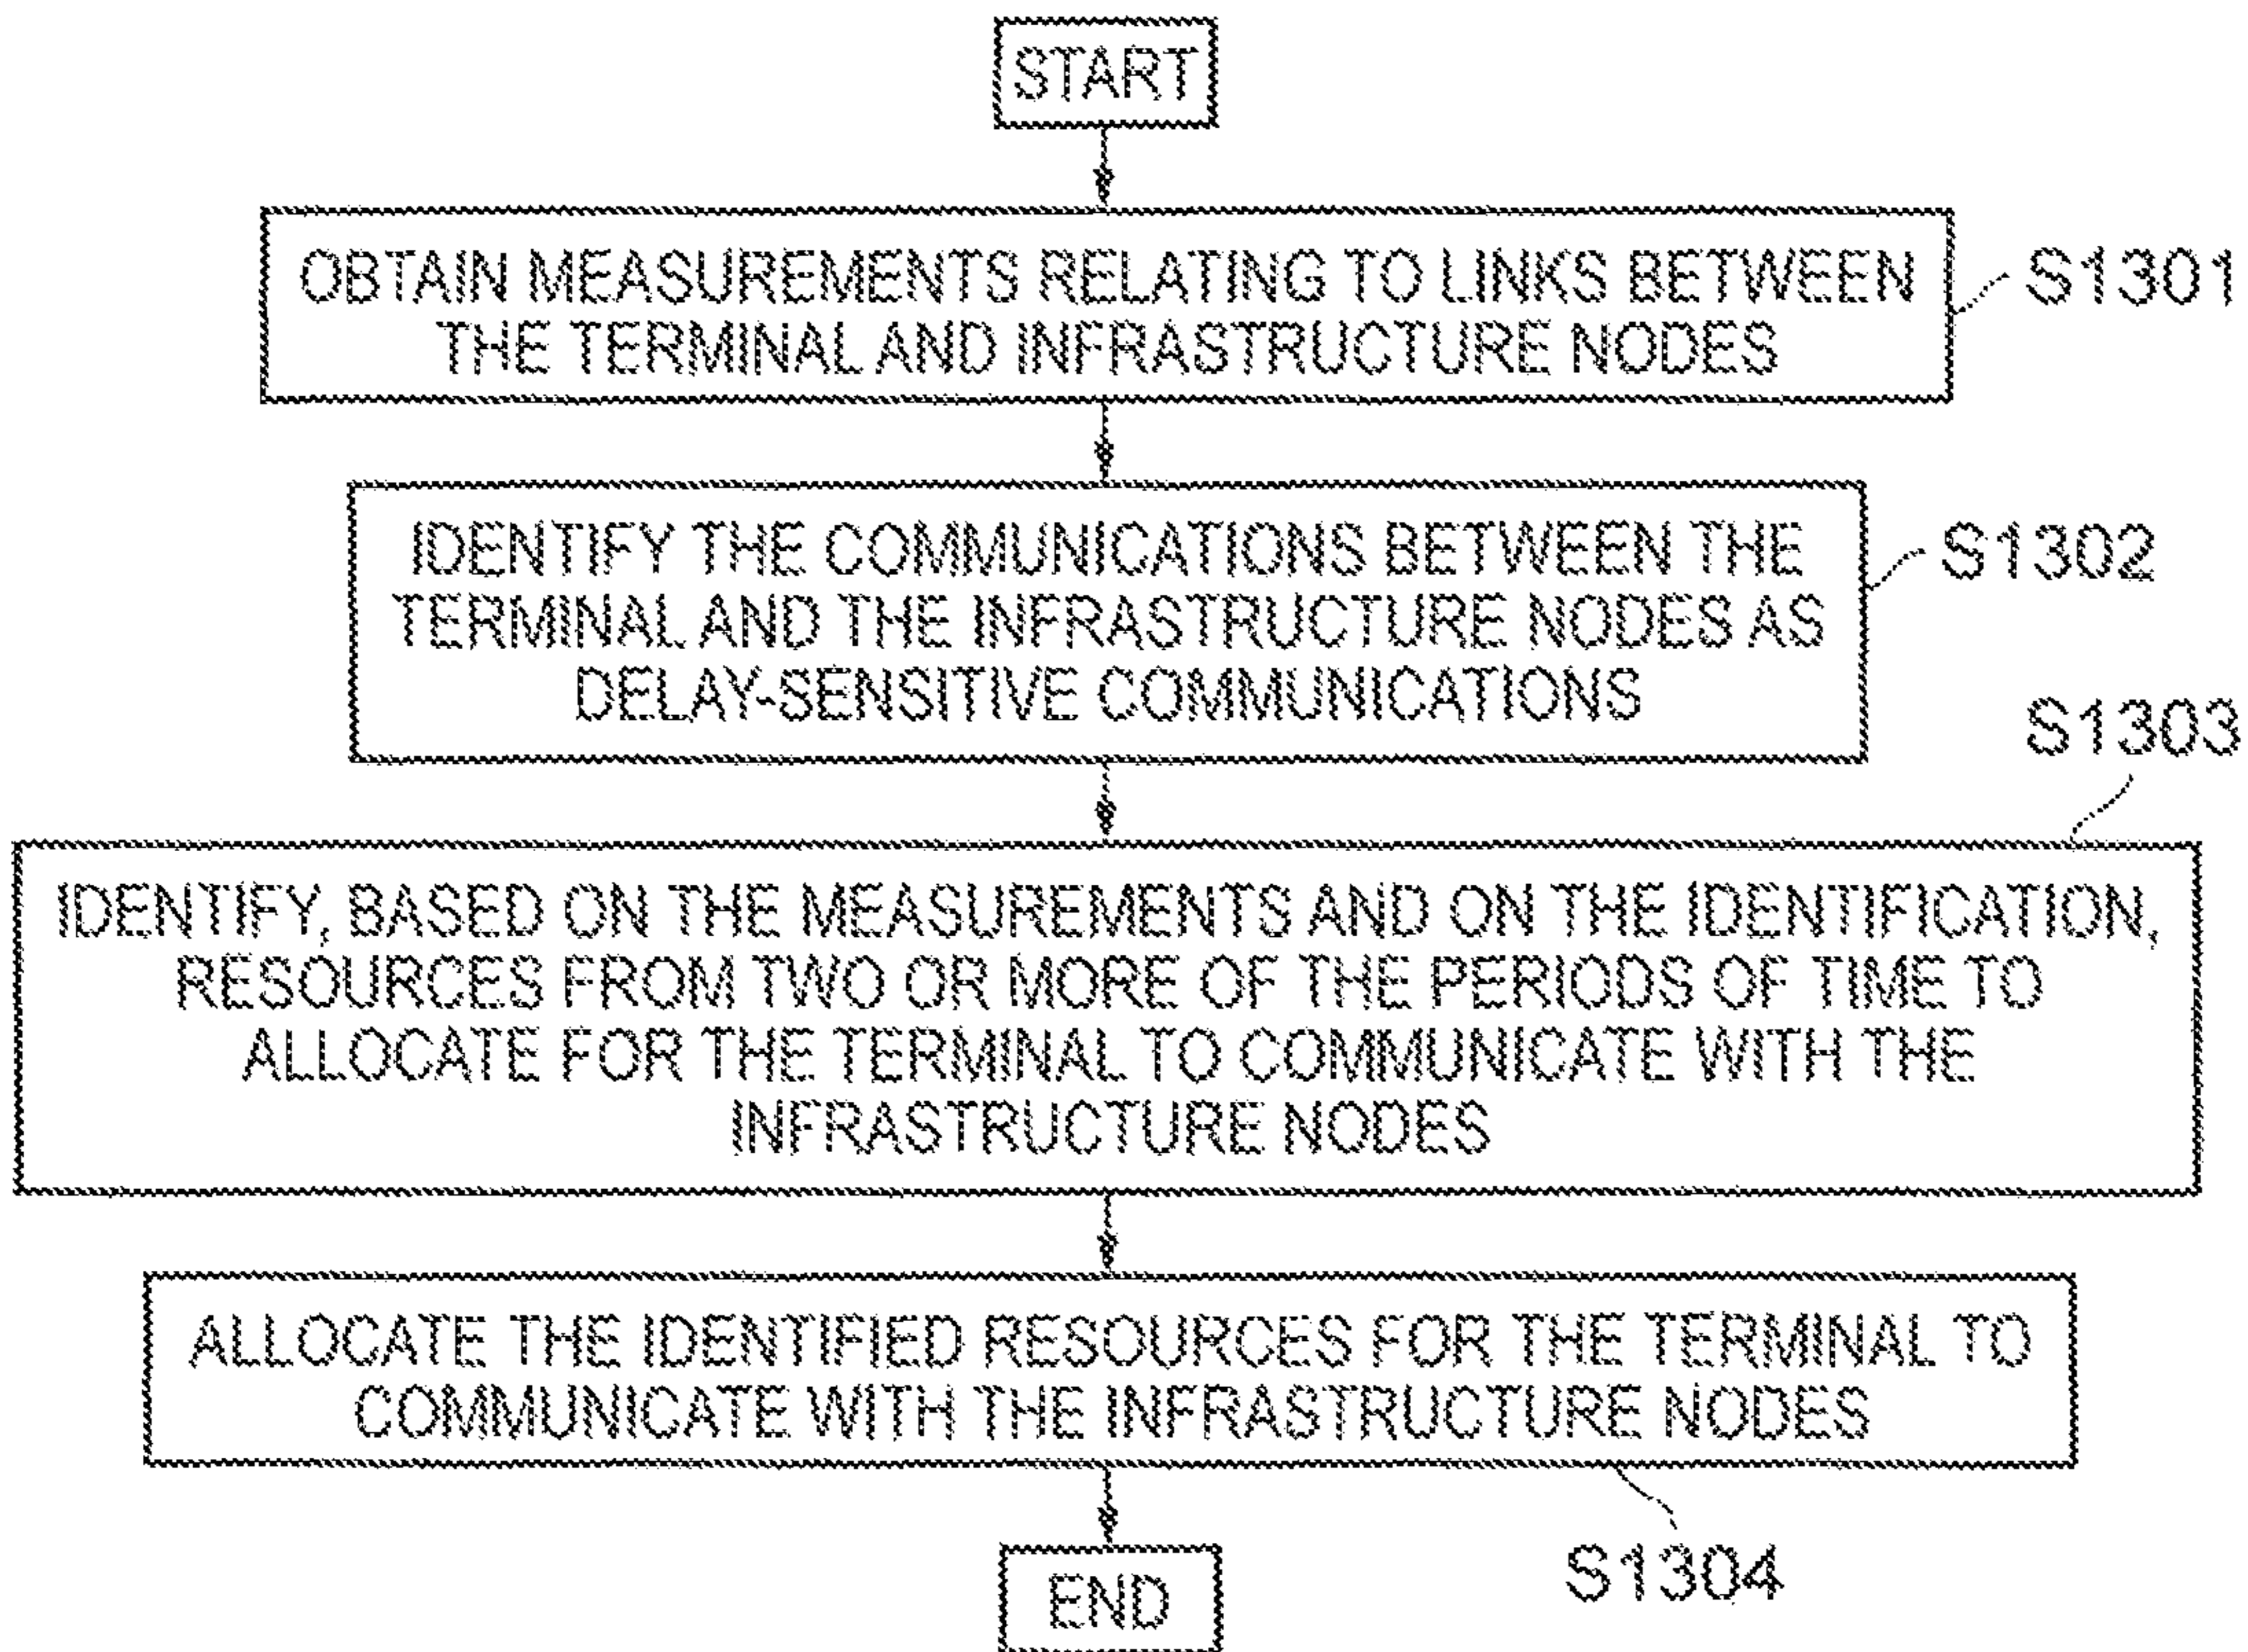 START
OBTAIN MEASUREMENTS RELATING TO LINKS BETWEEN
THE TERMINAL AND INFRASTRUCTURE NODES
S1301
IDENTIFY THE COMMUNICATIONS BETWEEN THE
TERMINAL AND THE INFRASTRUCTURE NODES AS
DELAY-SENSITIVE COMMUNICATIONS
S1302
S1303
IDENTIFY, BASED ON THE MEASUREMENTS AND ON THE IDENTIFICATION,
RESOURCES FROM TWO OR MORE OF THE PERIODS OF TIME TO
ALLOCATE FOR THE TERMINAL TO COMMUNICATE WITH THE
INFRASTRUCTURE NODES
ALLOCATE THE IDENTIFIED RESOURCES FOR THE TERMINAL TO
COMMUNICATE WITH THE INFRASTRUCTURE NODES
S1304
END